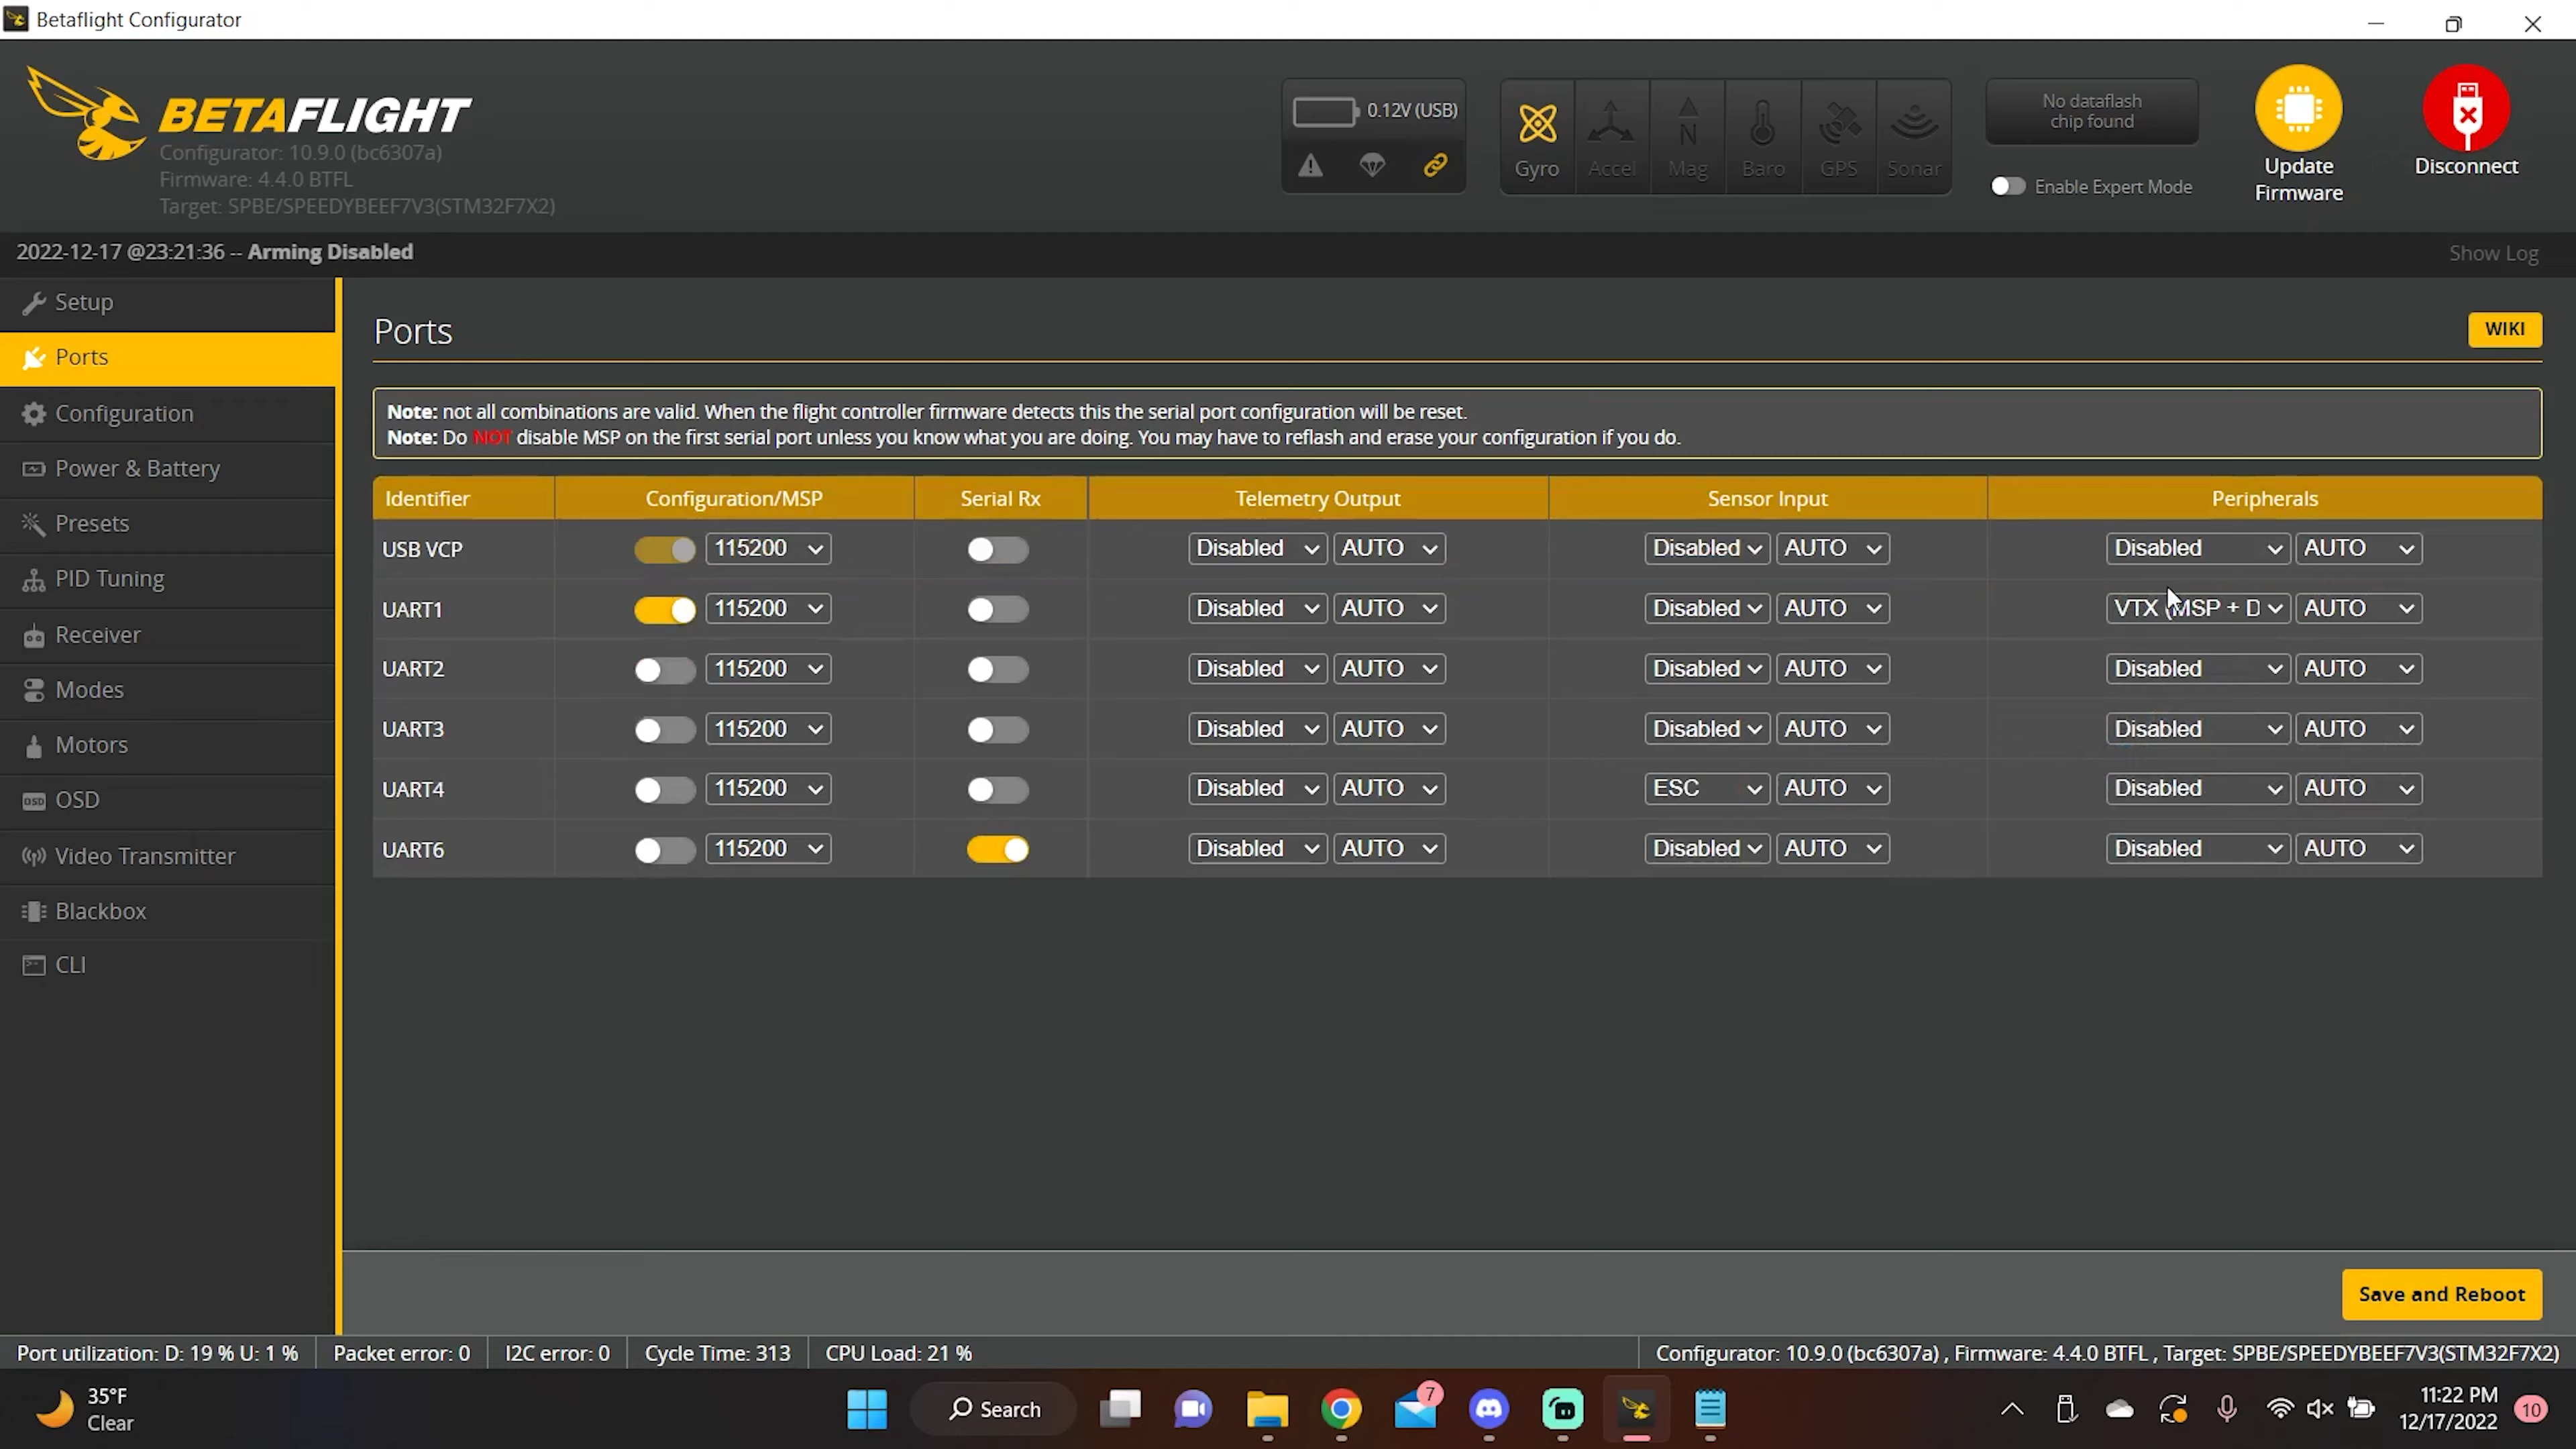 Betaflight Configurator
BETAFLIGHT
Configurator: 10.9.0 (bc6307a)
Firmware: 4.4.0 BTFL
Target: SPBE/SPEEDYBEEF7V3(STM32F7X2)
0.12V (USB)
Gyro Accel Mag Baro GPS Sonar
N
No dataflash
chip found
Enable Expert Mode
Update
Firmware
Disconnect
2022-12-17 @23:21:36 -- Arming Disabled
Show Log
Setup
Ports
Configuration
Power & Battery
Presets
PID Tuning
Receiver
Modes
Motors
OSD OSD
Video Transmitter
Blackbox
CLI
Ports
WIKI
Note: not all combinations are valid. When the flight controller firmware detects this the serial port configuration will be reset.
Note: Do NOT disable MSP on the first serial port unless you know what you are doing. You may have to reflash and erase your configuration if you do.
Identifier Configuration/MSP Serial Rx Telemetry Output Sensor Input Peripherals
USB VCP 115200 Disabled AUTO Disabled AUTO Disabled AUTO
UART1 115200 Disabled AUTO Disabled AUTO VTX (MSP + D AUTO
UART2 115200 Disabled AUTO Disabled AUTO Disabled AUTO
UART3 115200 Disabled AUTO Disabled AUTO Disabled AUTO
UART4 115200 Disabled AUTO ESC AUTO Disabled AUTO
UART6 115200 Disabled AUTO Disabled AUTO Disabled AUTO
Save and Reboot
Port utilization: D: 19 % U: 1 % Packet error: 0 I2C error: 0 Cycle Time: 313 CPU Load: 21 %
Configurator: 10.9.0 (bc6307a) , Firmware: 4.4.0 BTFL , Target: SPBE/SPEEDYBEEF7V3(STM32F7X2)
35°F
Clear
Search
7
11:22 PM
12/17/2022
10